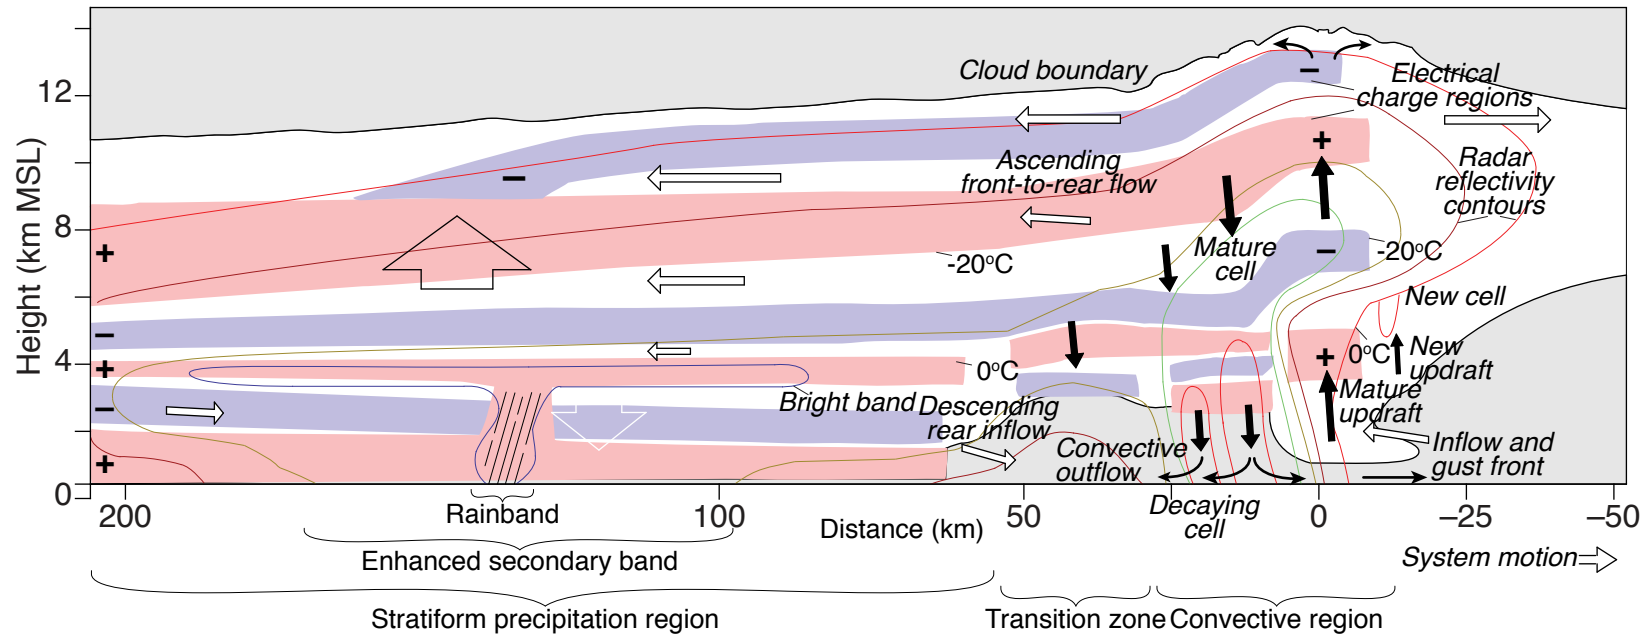 Height (km MSL)
12
8
4
0
Cloud boundary
Electrical
charge regions
Ascending
front-to-rear flow
Radar
reflectivity
contours
−
−
+
+
−
Mature
cell
-20°C
-20°C
New cell
−
+
−
+
+
0°C
0°C
New
updraft
Mature
updraft
Bright band
Descending
rear inflow
Convective
outflow
Inflow and
gust front
200
100
50
0
−25
−50
Distance (km)
Rainband
Decaying
cell
System motion
Enhanced secondary band
Stratiform precipitation region
Transition zone
Convective region